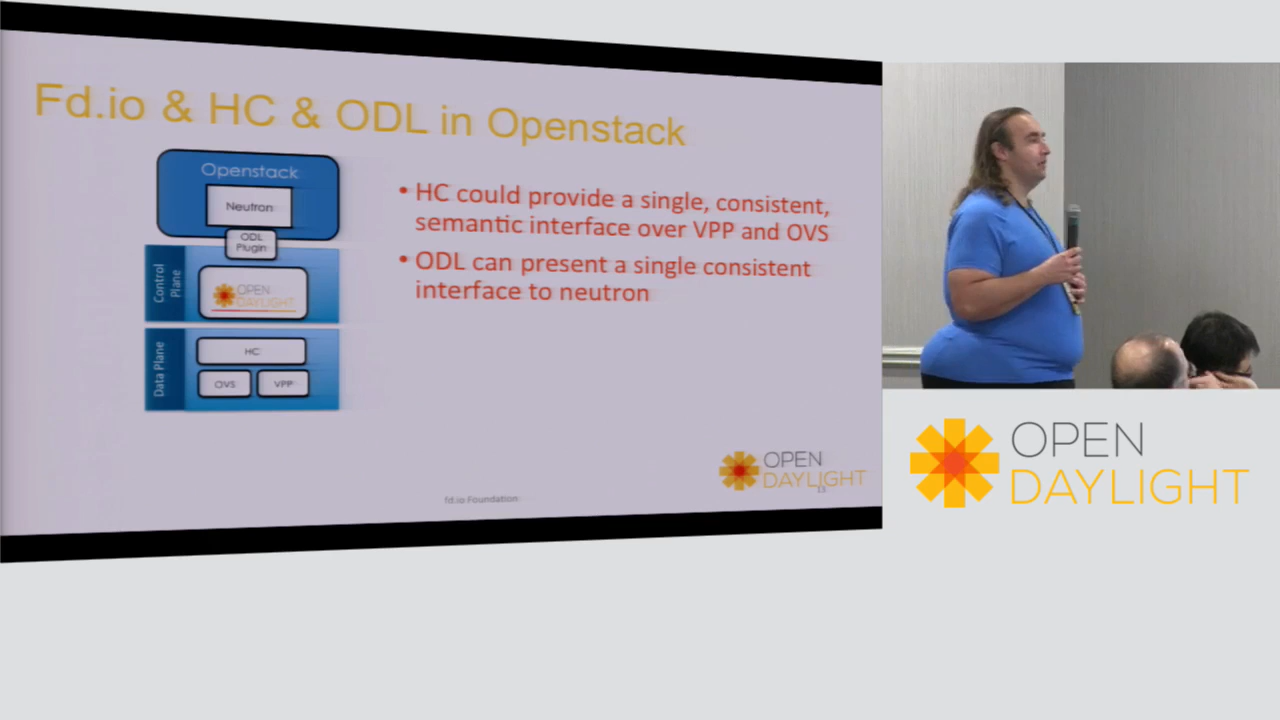 Fd.io & HC & ODL in Openstack
Openstack
Neutron
ODL
Plugin
Control
Plane
OPEN
DAYLIGHT
Data Plane
HC
OVS
VPP
• HC could provide a single, consistent,
semantic interface over VPP and OVS
• ODL can present a single consistent
interface to neutron
fd.io Foundation
OPEN
DAYLIGHT
13
OPEN
DAYLIGHT